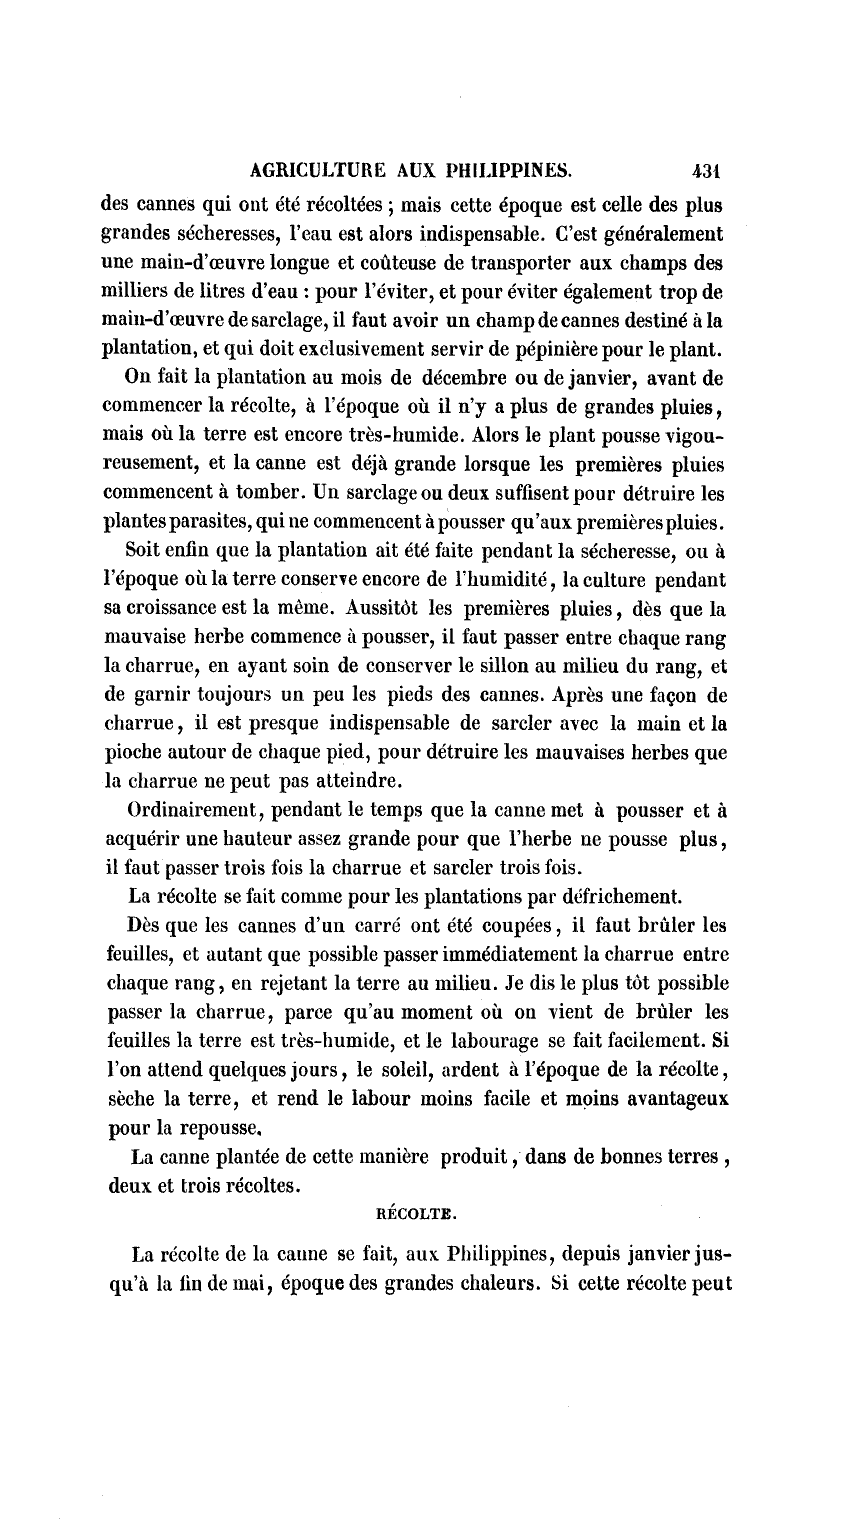 AGRICULTURE AUX PHILIPPINES. 431
des cannes qui ont été récoltées ; mais cette époque est celle des plus
grandes sécheresses, l'eau est alors indispensable. C'est généralement
une main-d'œuvre longue et coûteuse de transporter aux champs des
milliers de litres d'eau : pour l'éviter, et pour éviter également trop de
main-d'œuvre de sarclage, il faut avoir un champ de cannes destiné à la
plantation, et qui doit exclusivement servir de pépinière pour le plant.
On fait la plantation au mois de décembre ou de janvier, avant de
commencer la récolte, à l'époque où il n'y a plus de grandes pluies,
mais où la terre est encore très-humide. Alors le plant pousse vigou-
reusement, et la canne est déjà grande lorsque les premières pluies
commencent à tomber. Un sarclage ou deux suffisent pour détruire les
plantes parasites, qui ne commencent à pousser qu'aux premières pluies.
Soit enfin que la plantation ait été faite pendant la sécheresse, ou à
l'époque où la terre conserve encore de l'humidité, la culture pendant
sa croissance est la même. Aussitôt les premières pluies, dès que la
mauvaise herbe commence à pousser, il faut passer entre chaque rang
la charrue, en ayant soin de conserver le sillon au milieu du rang, et
de garnir toujours un peu les pieds des cannes. Après une façon de
charrue, il est presque indispensable de sarcler avec la main et la
pioche autour de chaque pied, pour détruire les mauvaises herbes que
la charrue ne peut pas atteindre.
Ordinairement, pendant le temps que la canne met à pousser et à
acquérir une hauteur assez grande pour que l'herbe ne pousse plus,
il faut passer trois fois la charrue et sarcler trois fois.
La récolte se fait comme pour les plantations par défrichement.
Dès que les cannes d'un carré ont été coupées, il faut brûler les
feuilles, et autant que possible passer immédiatement la charrue entre
chaque rang, en rejetant la terre au milieu. Je dis le plus tôt possible
passer la charrue, parce qu'au moment où on vient de brûler les
feuilles la terre est très-humide, et le labourage se fait facilement. Si
l'on attend quelques jours, le soleil, ardent à l'époque de la récolte,
sèche la terre, et rend le labour moins facile et moins avantageux
pour la repousse.
La canne plantée de cette manière produit, dans de bonnes terres,
deux et trois récoltes.
RÉCOLTE.
La récolte de la canne se fait, aux Philippines, depuis janvier jus-
qu'à la fin de mai, époque des grandes chaleurs. Si cette récolte peut